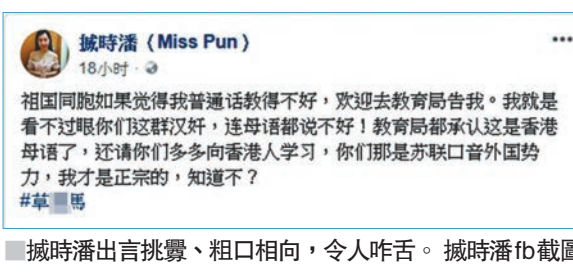 摵時潘（Miss Pun）
18小时
祖国同胞如果觉得我普通话教得不好，欢迎去教育局告我。我就是
看不过眼你们这群汉奸，连母语都说不好！教育局都承认这是香港
母语了，还请你们多多向香港人学习，你们那是苏联口音外国势
力，我才是正宗的，知道不？
#草 馬
■摵時潘出言挑釁、粗口相向，令人咋舌。 摵時潘fb截圖